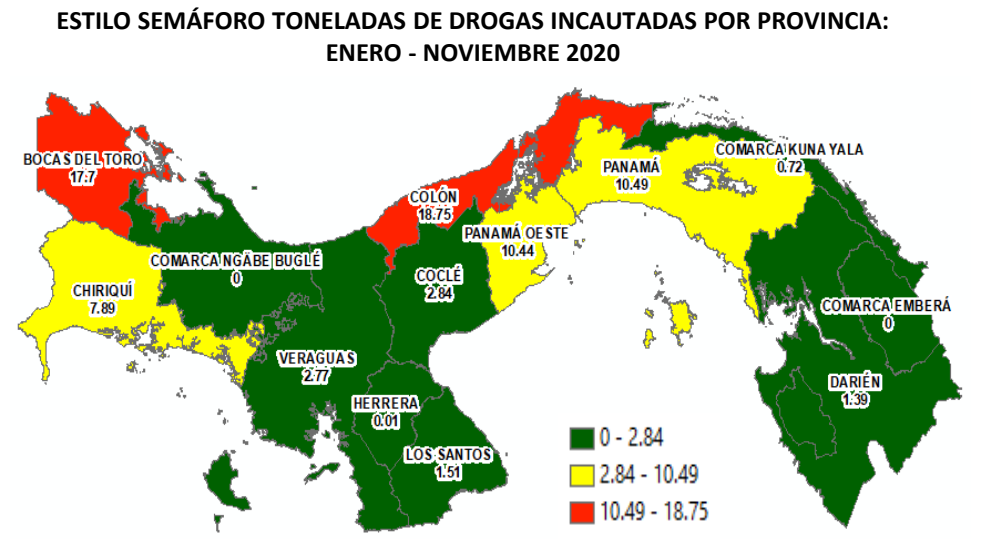 ESTILO SEMÁFORO TONELADAS DE DROGAS INCAUTADAS POR PROVINCIA:
ENERO - NOVIEMBRE 2020
BOCAS DEL TORO
17.7
COMARCA KUNA YALA
0.72
PANAMÁ
10.49
COLÓN
18.75
PANAMÁ OESTE
10.44
COMARCA NGÄBE BUGLÉ
0
COCLÉ
2.84
CHIRIQUÍ
7.89
COMARCA EMBERÁ
0
VERAGUAS
2.77
DARIÉN
1.39
HERRERA
0.01
LOS SANTOS
1.51
0 - 2.84
2.84 - 10.49
10.49 - 18.75